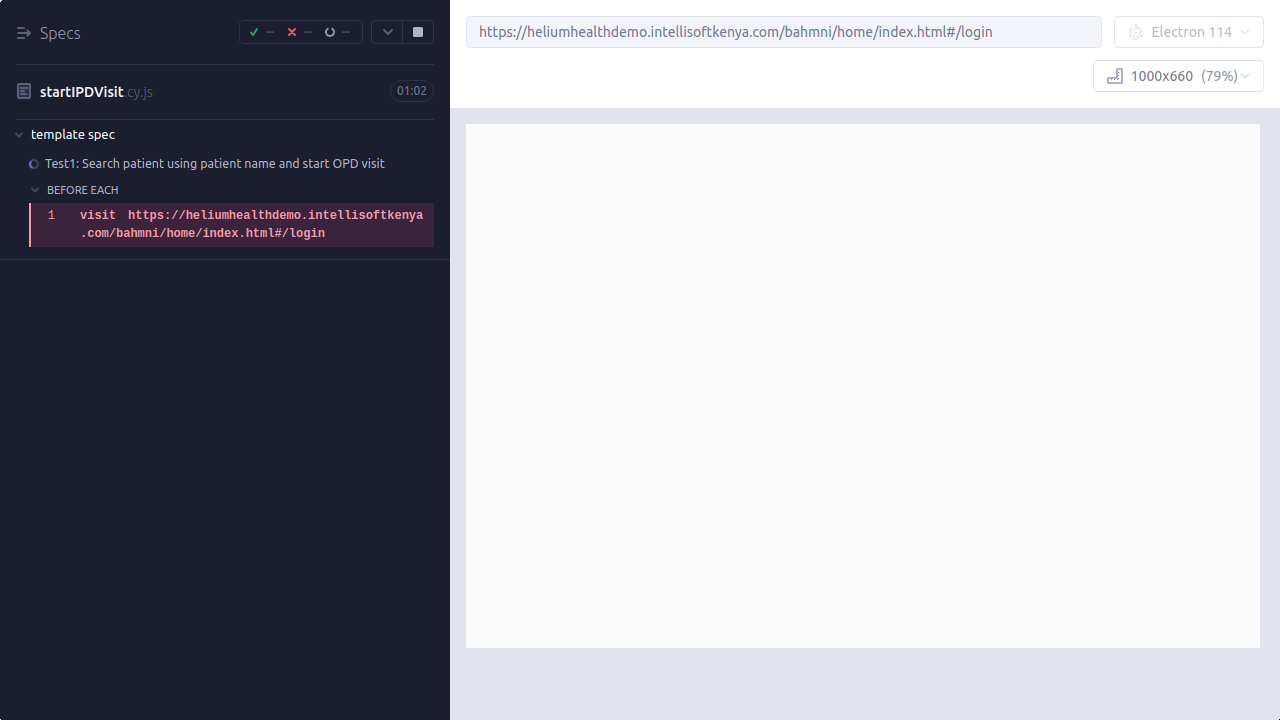 Specs
--
--
--
startIPDVisit.cy.js
01:02
template spec
Test1: Search patient using patient name and start OPD visit
BEFORE EACH
1 visit https://heliumhealthdemo.intellisoftkenya
.com/bahmni/home/index.html#/login
https://heliumhealthdemo.intellisoftkenya.com/bahmni/home/index.html#/login
Electron 114
1000x660 (79%)